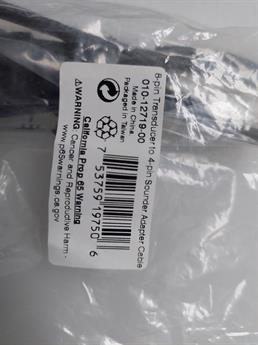 8-pin Transducer to 4-pin Sounder Adapter Cable
010-12719-00
Made in China
Packaged in Taiwan
7 53759 19750 6
California Prop 65 Warning
⚠WARNING: Cancer and Reproductive Harm -
www.p65warnings.ca.gov